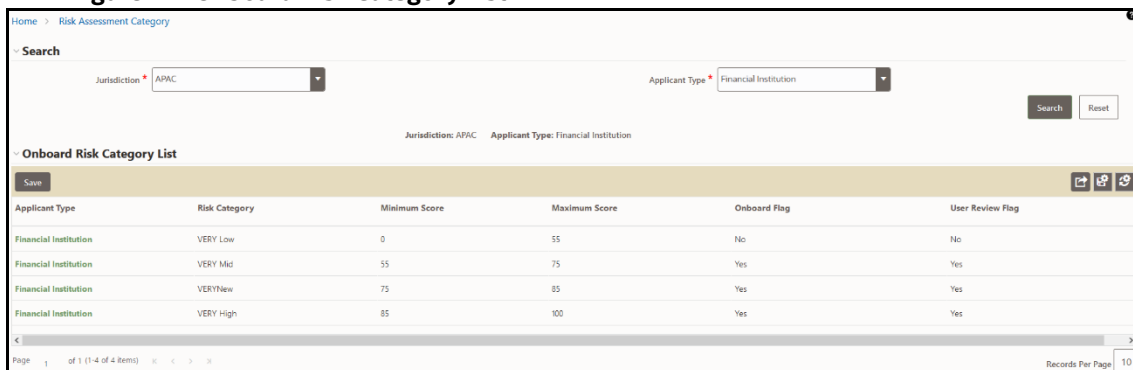 Home > Risk Assessment Category
Search
Jurisdiction * APAC Applicant Type * Financial Institution
Search Reset
Jurisdiction: APAC Applicant Type: Financial Institution
Onboard Risk Category List
Save
Applicant Type Risk Category Minimum Score Maximum Score Onboard Flag User Review Flag
Financial Institution VERY Low 0 55 No No
Financial Institution VERY Mid 55 75 Yes Yes
Financial Institution VERYNew 75 85 Yes Yes
Financial Institution VERY High 85 100 Yes Yes
Page 1 of 1 (1-4 of 4 items) Records Per Page 10